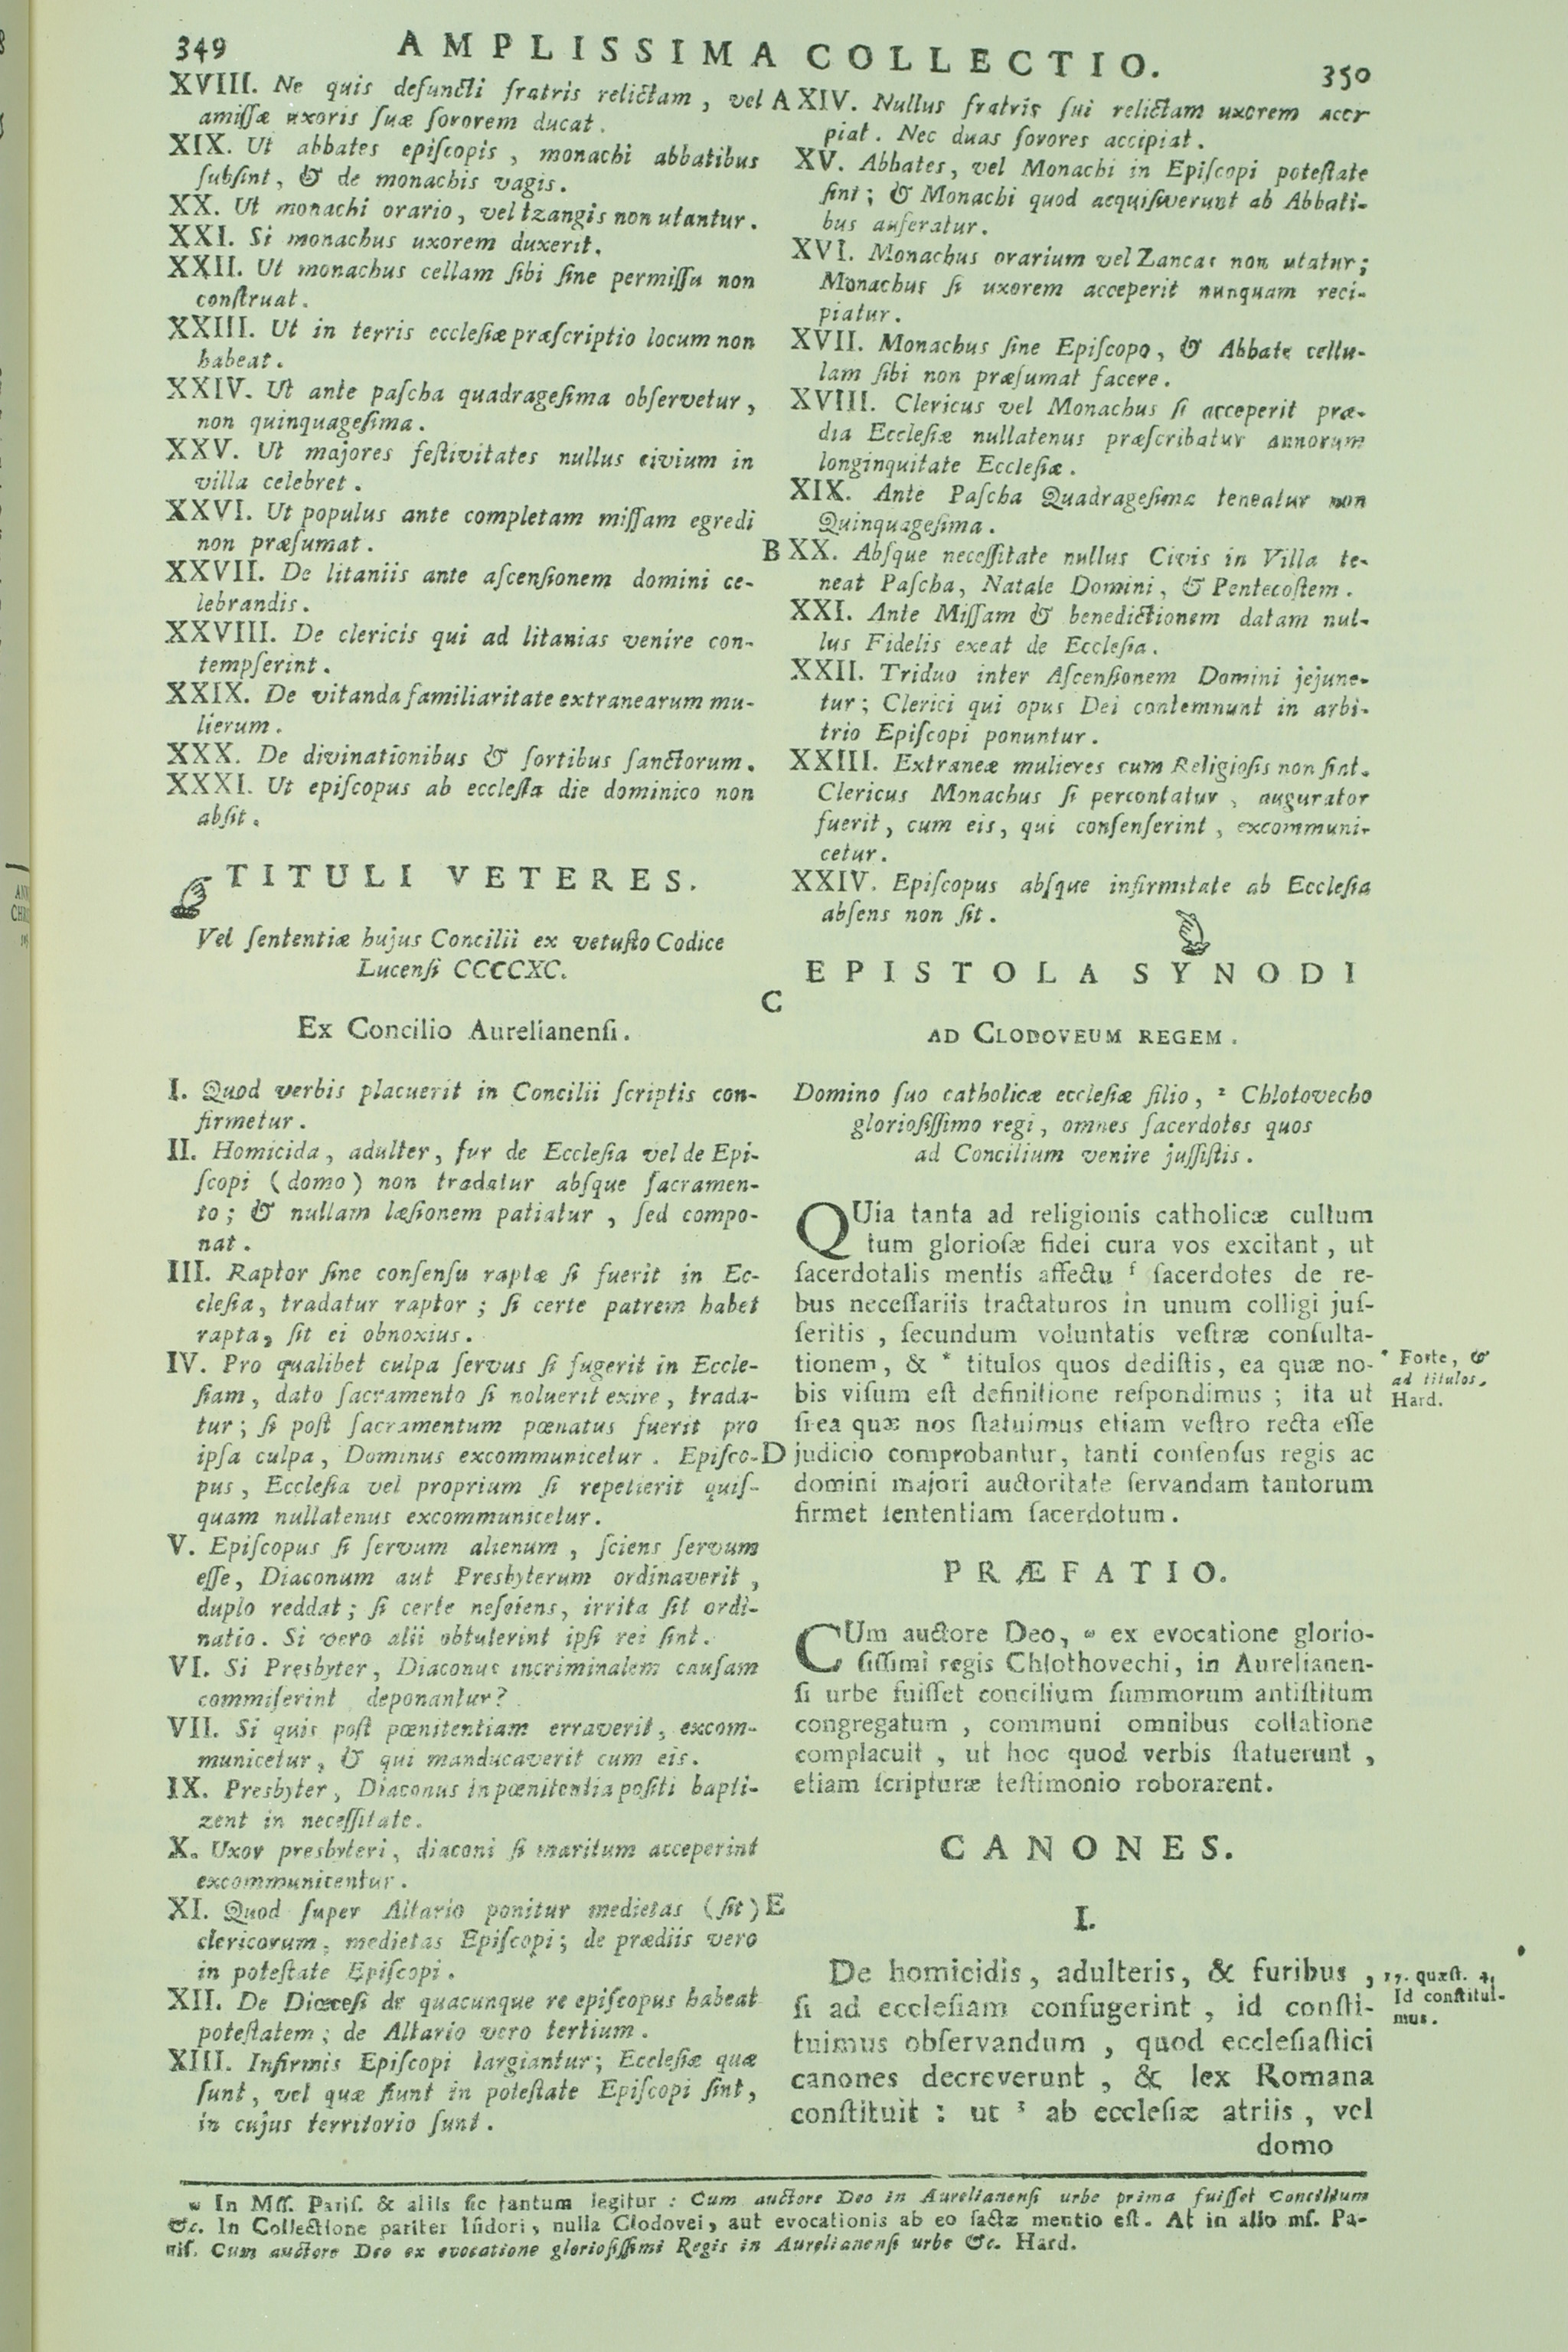 349 AMPLISSIMA COLLECTIO. 350
XVIII. Ne quis defuncti fratris relictam, vel
amiſſæ uxoris ſuæ ſororem ducat.
XIX. Ut abbates epiſcopis, monachi abbatibus
ſubſint, & de monachis vagis.
XX. Ut monachi orario, vel tzangis non utantur.
XXI. Si monachus uxorem duxerit.
XXII. Ut monachus cellam ſibi ſine permiſſu non
conſtruat.
XXIII. Ut in terris eccleſiæ præſcriptio locum non
habeat.
XXIV. Ut ante paſcha quadrageſima obſervetur,
non quinquageſima.
XXV. Ut majores feſtivitates nullus civium in
villa celebret.
XXVI. Ut populus ante completam miſſam egredi
non præſumat.
XXVII. De litaniis ante aſcenſionem domini ce-
lebrandis.
XXVIII. De clericis qui ad litanias venire con-
tempſerint.
XXIX. De vitanda familiaritate extranearum mu-
lierum.
XXX. De divinationibus & ſortibus ſanctorum.
XXXI. Ut epiſcopus ab eccleſia die dominico non
abſit.
TITULI VETERES.
Vel ſententiæ hujus Concilii ex vetuſto Codice
Lucenſi CCCCXC.
Ex Concilio Aurelianenſi.
I. Quod verbis placuerit in Concilii ſcriptis con-
firmetur.
II. Homicida, adulter, fur de Eccleſia vel de Epi-
ſcopi (domo) non tradatur abſque ſacramen-
to; & nullam læſionem patiatur, ſed compo-
nat.
III. Raptor ſine conſenſu raptæ ſi fuerit in Ec-
cleſia, tradatur raptor; ſi certe patrem habet
rapta, ſit ei obnoxius.
IV. Pro qualibet culpa ſervus ſi fugerit in Eccle-
ſiam, dato ſacramento ſi noluerit exire, trada-
tur; ſi poſt ſacramentum pœnatus fuerit pro
ipſa culpa, Dominus excommunicetur. Epiſco-
pus, Eccleſia vel proprium ſi repetierit quiſ-
quam nullatenus excommunicetur.
V. Epiſcopus ſi ſervum alienum, ſciens ſervum
eſſe, Diaconum aut Presbyterum ordinaverit,
duplo reddat; ſi certe neſciens, irrita ſit ordi-
natio. Si vero alii obtulerint ipſi rei ſint.
VI. Si Presbyter, Diaconus incriminalem cauſam
commiſerint deponantur?
VII. Si quis poſt pœnitentiam erraverit, excom-
municetur, & qui manducaverit cum eis.
IX. Presbyter, Diaconus in pœnitentia poſiti bapti-
zent in neceſſitate.
X. Uxor presbyteri, diaconi ſi maritum acceperint
excommunicentur.
XI. Quod ſuper Altario ponitur medietas (ſit)
clericorum, medietas Epiſcopi; de prædiis vero
in poteſtate Epiſcopi.
XII. De Diœceſi de quacunque re epiſcopus habeat
poteſtatem; de Altario vero tertium.
XIII. Infirmis Epiſcopi largiantur; Eccleſiæ quæ
ſunt, vel quæ fiunt in poteſtate Epiſcopi ſint,
in cujus territorio ſunt.
A XIV. Nullus fratris ſui relictam uxorem acci
piat. Nec duas ſorores accipiat.
XV. Abbates, vel Monachi in Epiſcopi poteſtate
ſint; & Monachi quod acquiſiverunt ab Abbati-
bus auferatur.
XVI. Monachus orarium vel Zancas non utatur;
Monachus ſi uxorem acceperit nunquam reci-
piatur.
XVII. Monachus ſine Epiſcopo, & Abbate cellu-
lam ſibi non præſumat facere.
XVIII. Clericus vel Monachus ſi acceperit præ-
dia Eccleſiæ nullatenus præſcribatur annorum
longinquitate Eccleſiæ.
XIX. Ante Paſcha Quadrageſima teneatur non
Quinquageſima.
B XX. Abſque neceſſitate nullus Civis in Villa te-
neat Paſcha, Natale Domini, & Pentecoſtem.
XXI. Ante Miſſam & benedictionem datam nul-
lus Fidelis exeat de Eccleſia.
XXII. Triduo inter Aſcenſionem Domini jejune-
tur; Clerici qui opus Dei contemnunt in arbi-
trio Epiſcopi ponuntur.
XXIII. Extraneæ mulieres cum Religioſis non ſint.
Clericus Monachus ſi percontatur, augurator
fuerit, cum eis, qui conſenſerint, excommuni-
cetur.
XXIV. Epiſcopus abſque infirmitate ab Eccleſia
abſens non ſit.
EPISTOLA SYNODI
C
AD CLODOVEUM REGEM.
Domino ſuo catholicæ eccleſiæ filio, ² Chlotovecho
glorioſiſſimo regi, omnes ſacerdotes quos
ad Concilium venire juſſiſtis.
QUia tanta ad religionis catholicæ cultum
tum glorioſæ fidei cura vos excitant, ut
ſacerdotalis mentis affectu ᶠ ſacerdotes de re-
bus neceſſariis tractaturos in unum colligi juſ-
ſeritis, ſecundum voluntatis veſtræ conſulta-
tionem, & * titulos quos dediſtis, ea quæ no-
bis viſum eſt definitione reſpondimus; ita ut
ſi ea quæ nos ſtatuimus etiam veſtro recta eſſe
D judicio comprobantur, tanti conſenſus regis ac
domini majori auctoritate ſervandam tantorum
firmet ſententiam ſacerdotum.
* Forte, &
ad titulos.
Hard.
PRÆFATIO.
CUm auctore Deo, ʷ ex evocatione glorio-
ſiſſimi regis Chlothovechi, in Aurelianen-
ſi urbe fuiſſet concilium ſummorum antiſtitum
congregatum, communi omnibus collatione
complacuit, ut hoc quod verbis ſtatuerunt,
etiam ſcripturæ teſtimonio roborarent.
CANONES.
E
I.
De homicidis, adulteris, & furibus,
ſi ad eccleſiam confugerint, id conſti-
tuimus obſervandum, quod eccleſiaſtici
canones decreverunt, & lex Romana
conſtituit: ut ³ ab eccleſiæ atriis, vel
domo
17. quæſt. 4.
Id conſtitui-
mus.
w In Mſſ. Pariſ. & aliis ſic tantum legitur: Cum auctore Deo in Aurelianenſi urbe prima fuiſſet Concilium
&c. In Collectione pariter Iſidori, nulla Clodovei, aut evocationis ab eo factæ mentio eſt. At in alio mſ. Pa-
riſ. Cum auctore Deo ex evocatione glorioſiſſimi Regis in Aurelianenſi urbe &c. Hard.